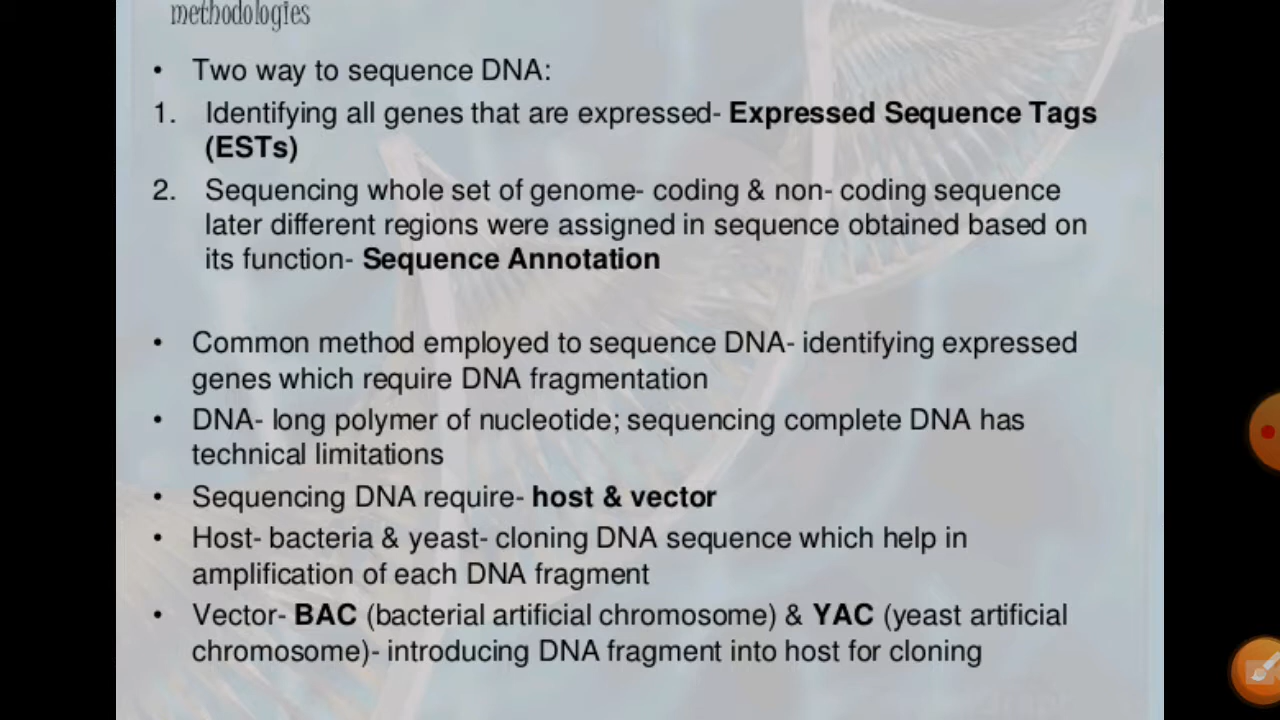 methodologies
• Two way to sequence DNA:
1. Identifying all genes that are expressed- Expressed Sequence Tags
(ESTs)
2. Sequencing whole set of genome- coding & non- coding sequence
later different regions were assigned in sequence obtained based on
its function- Sequence Annotation
• Common method employed to sequence DNA- identifying expressed
genes which require DNA fragmentation
• DNA- long polymer of nucleotide; sequencing complete DNA has
technical limitations
• Sequencing DNA require- host & vector
• Host- bacteria & yeast- cloning DNA sequence which help in
amplification of each DNA fragment
• Vector- BAC (bacterial artificial chromosome) & YAC (yeast artificial
chromosome)- introducing DNA fragment into host for cloning